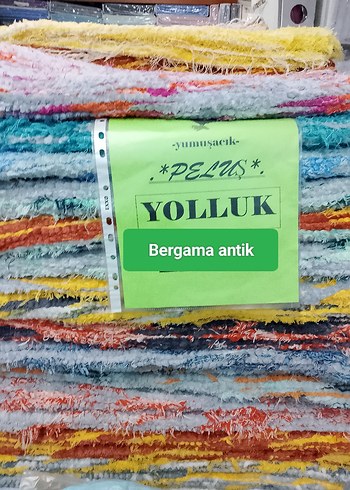 -yumuşacık-
.*PELUŞ*.
YOLLUK
Bergama antik